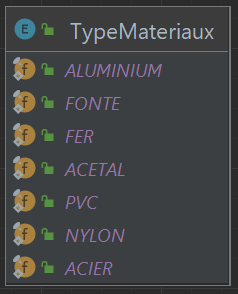 E TypeMateriaux
f ALUMINIUM
f FONTE
f FER
f ACETAL
f PVC
f NYLON
f ACIER